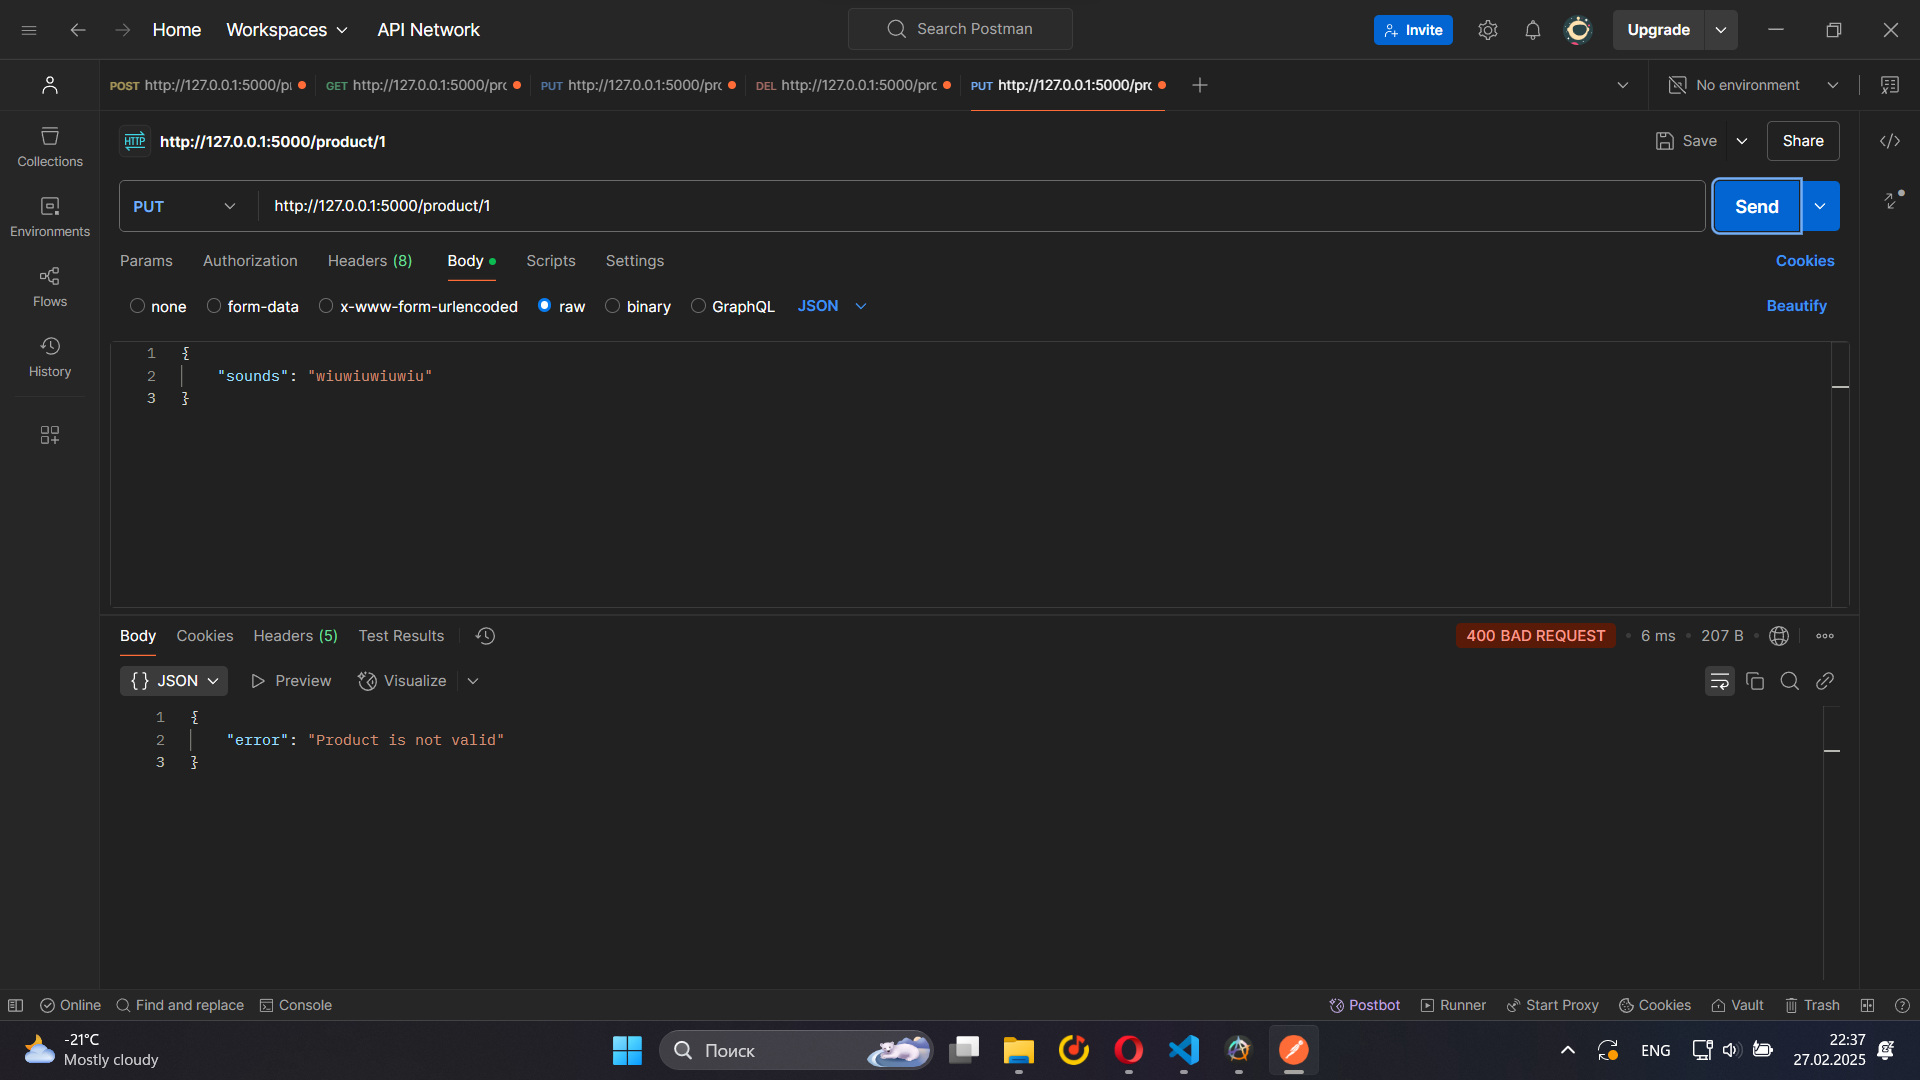 Home Workspaces API Network Search Postman Invite Upgrade
POST http://127.0.0.1:5000/pr GET http://127.0.0.1:5000/prc PUT http://127.0.0.1:5000/prc DEL http://127.0.0.1:5000/prc PUT http://127.0.0.1:5000/prc No environment
HTTP http://127.0.0.1:5000/product/1 Save Share
Collections
PUT http://127.0.0.1:5000/product/1 Send
Environments
Params Authorization Headers (8) Body Scripts Settings Cookies
Flows
none form-data x-www-form-urlencoded raw binary GraphQL JSON Beautify
History
1 {
2 "sounds": "wiuwiuwiuwiu"
3 }
Body Cookies Headers (5) Test Results 400 BAD REQUEST 6 ms 207 B
{} JSON Preview Visualize
1 {
2 "error": "Product is not valid"
3 }
Online Find and replace Console Postbot Runner Start Proxy Cookies Vault Trash
-21°C
Mostly cloudy
Поиск
ENG
22:37
27.02.2025